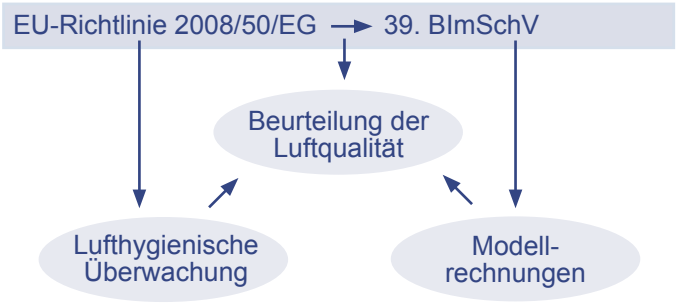 EU-Richtlinie 2008/50/EG → 39. BImSchV
Beurteilung der
Luftqualität
Lufthygienische
Überwachung
Modell-
rechnungen